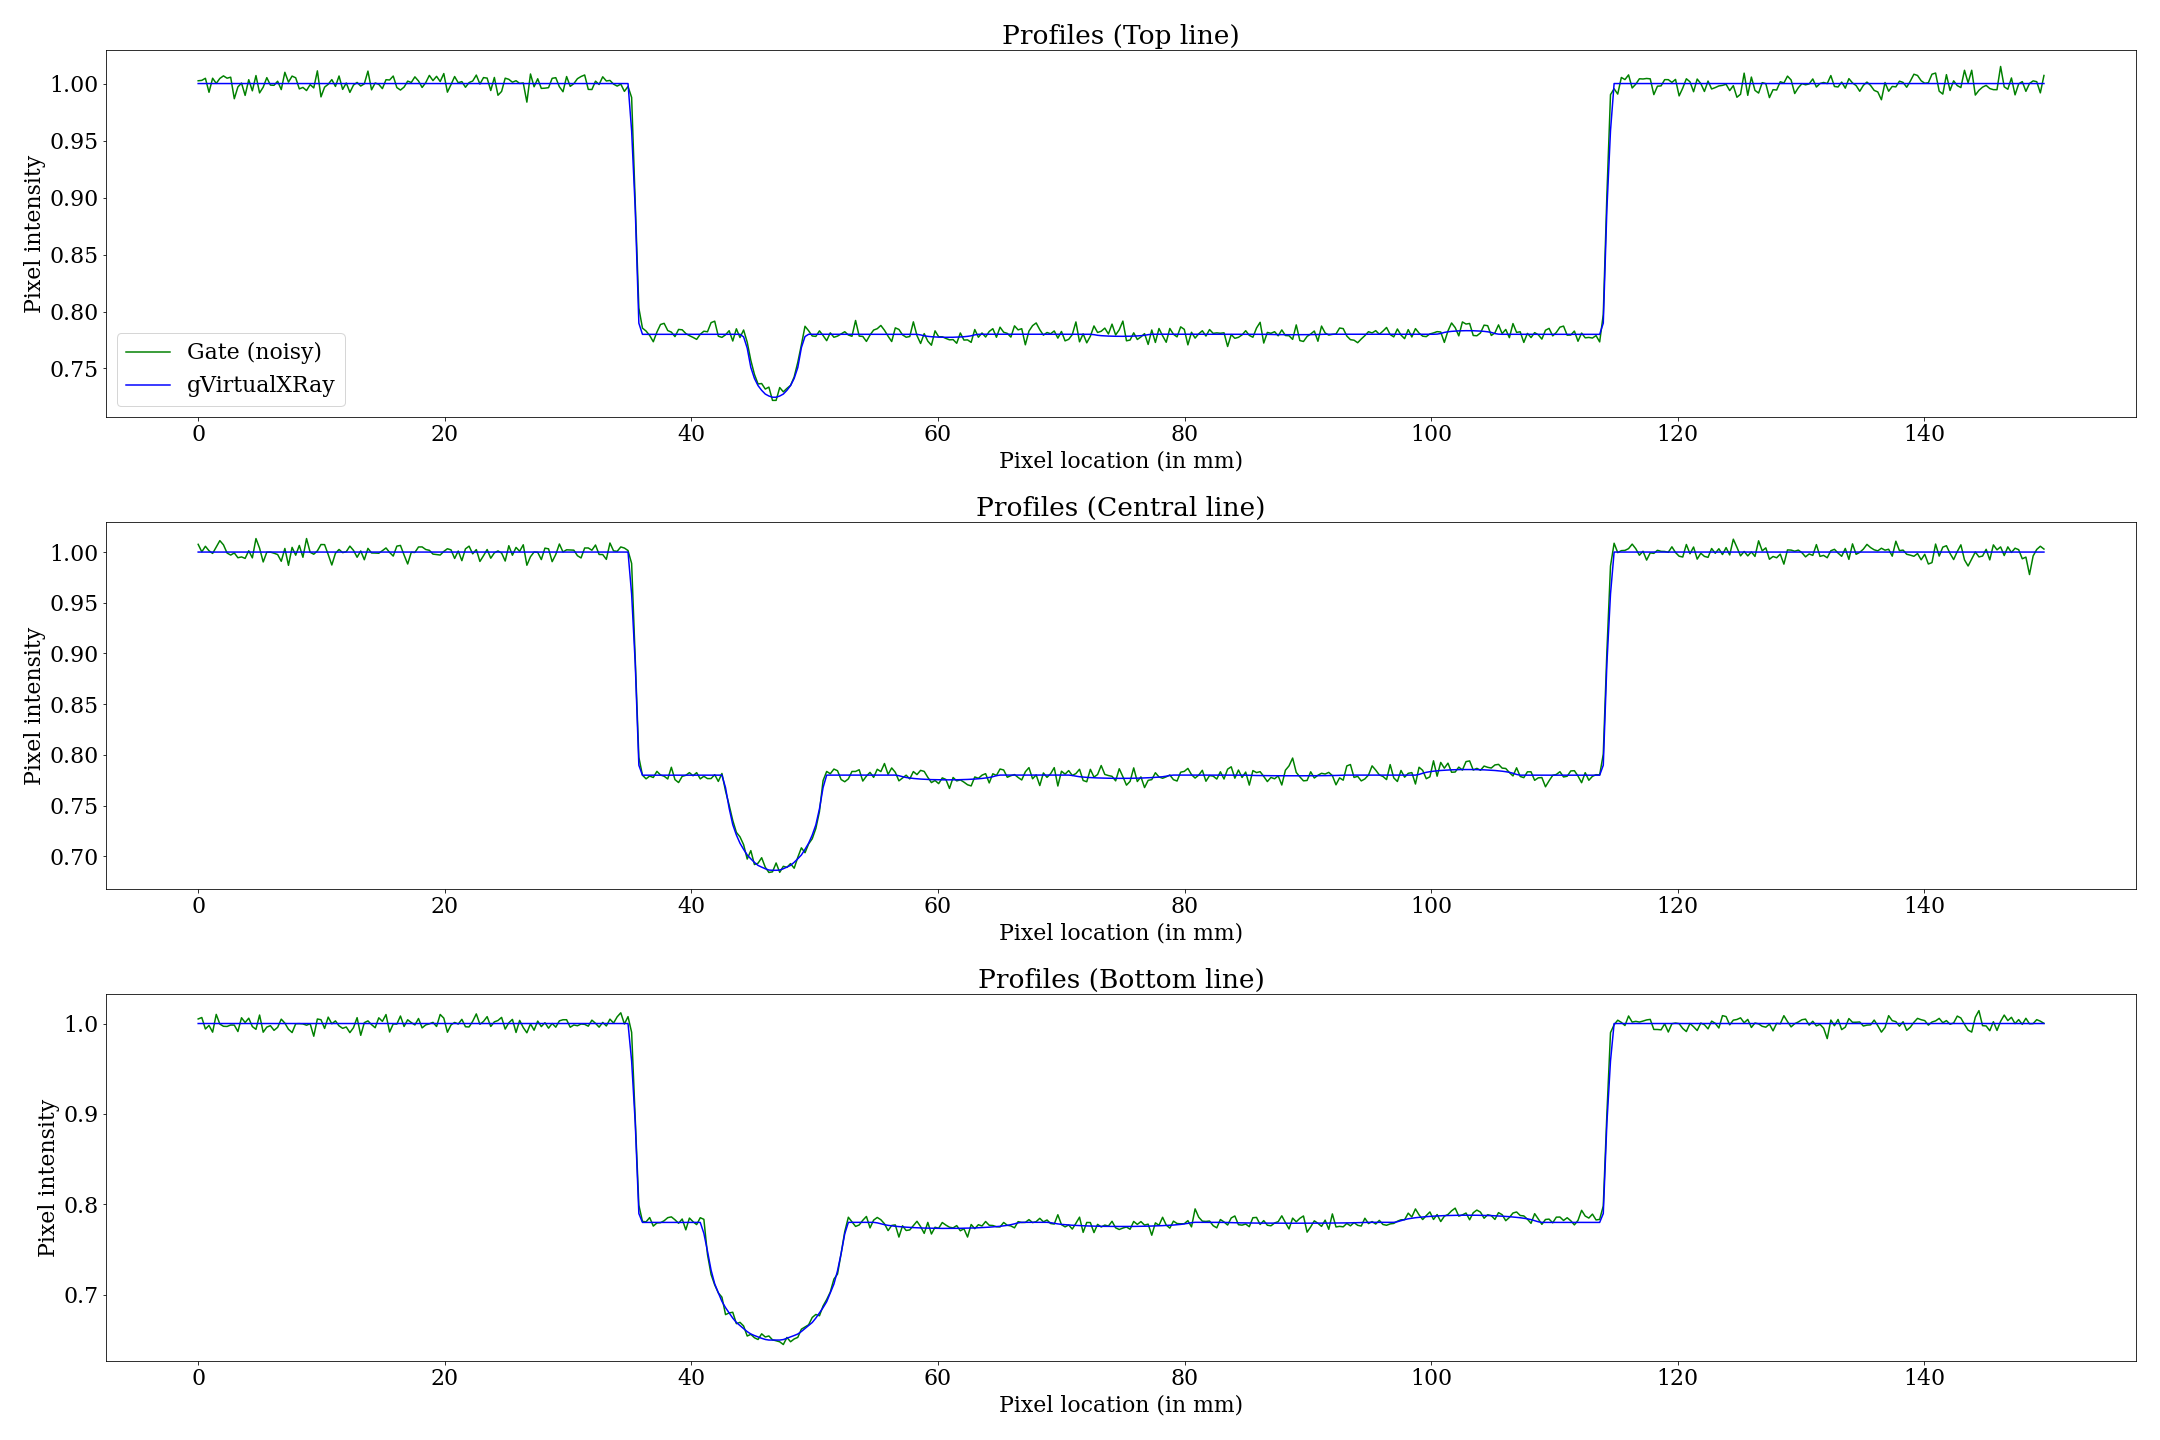 Profiles (Top line)
Pixel intensity
1.00
0.95
0.90
0.85
0.80
0.75
Gate (noisy)
gVirtualXRay
0 20 40 60 80 100 120 140
Pixel location (in mm)
Profiles (Central line)
Pixel intensity
1.00
0.95
0.90
0.85
0.80
0.75
0.70
0 20 40 60 80 100 120 140
Pixel location (in mm)
Profiles (Bottom line)
Pixel intensity
1.0
0.9
0.8
0.7
0 20 40 60 80 100 120 140
Pixel location (in mm)